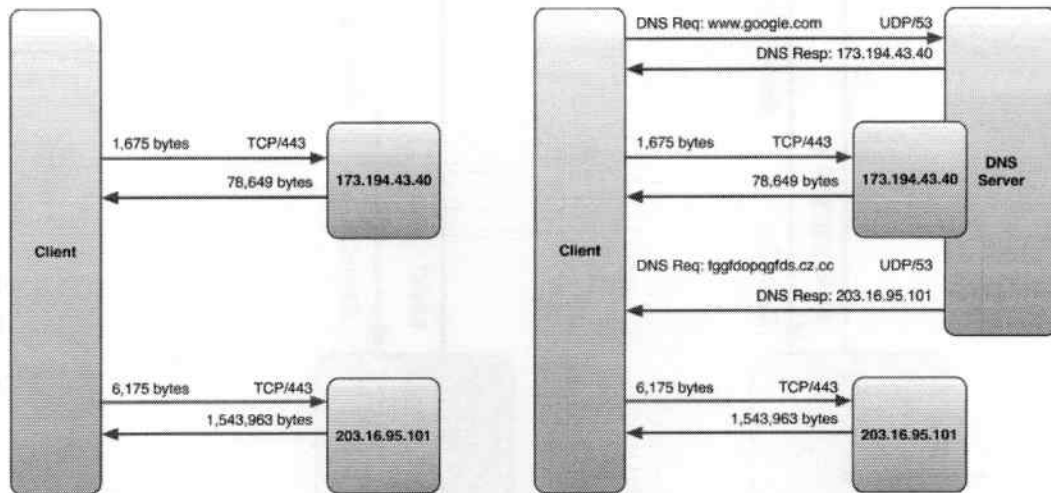 Client
1,675 bytes TCP/443
78,649 bytes
173.194.43.40
6,175 bytes TCP/443
1,543,963 bytes
203.16.95.101
Client
DNS Req: www.google.com UDP/53
DNS Resp: 173.194.43.40
1,675 bytes TCP/443
78,649 bytes
173.194.43.40
DNS
Server
DNS Req: UDP/53
DNS Resp: 203.16.95.101
6,175 bytes TCP/443
1,543,963 bytes
203.16.95.101